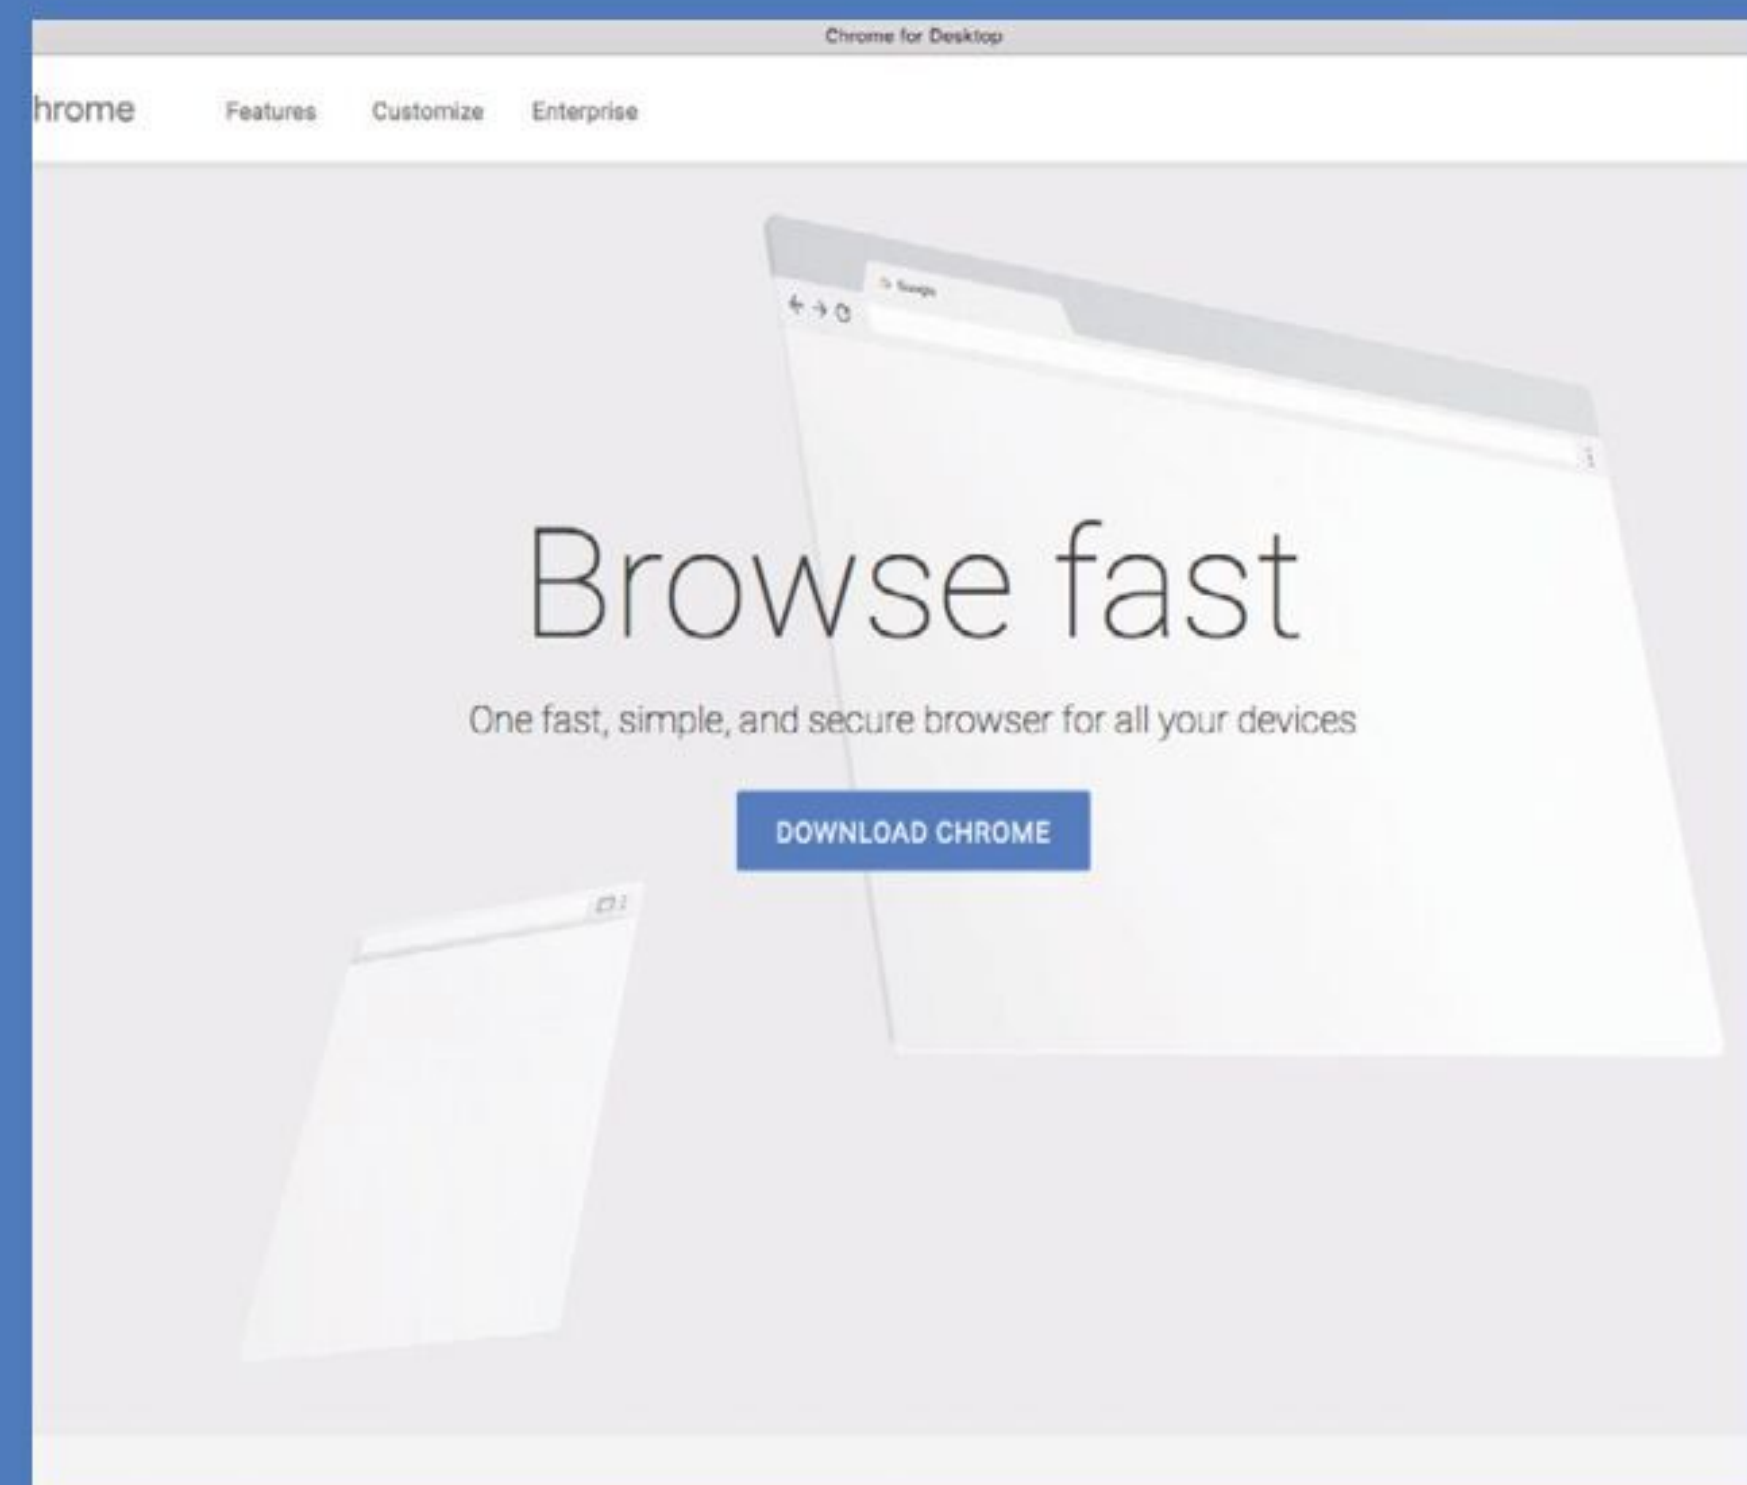 Chrome for Desktop
hrome Features Customize Enterprise
Google
Browse fast
One fast, simple, and secure browser for all your devices
DOWNLOAD CHROME